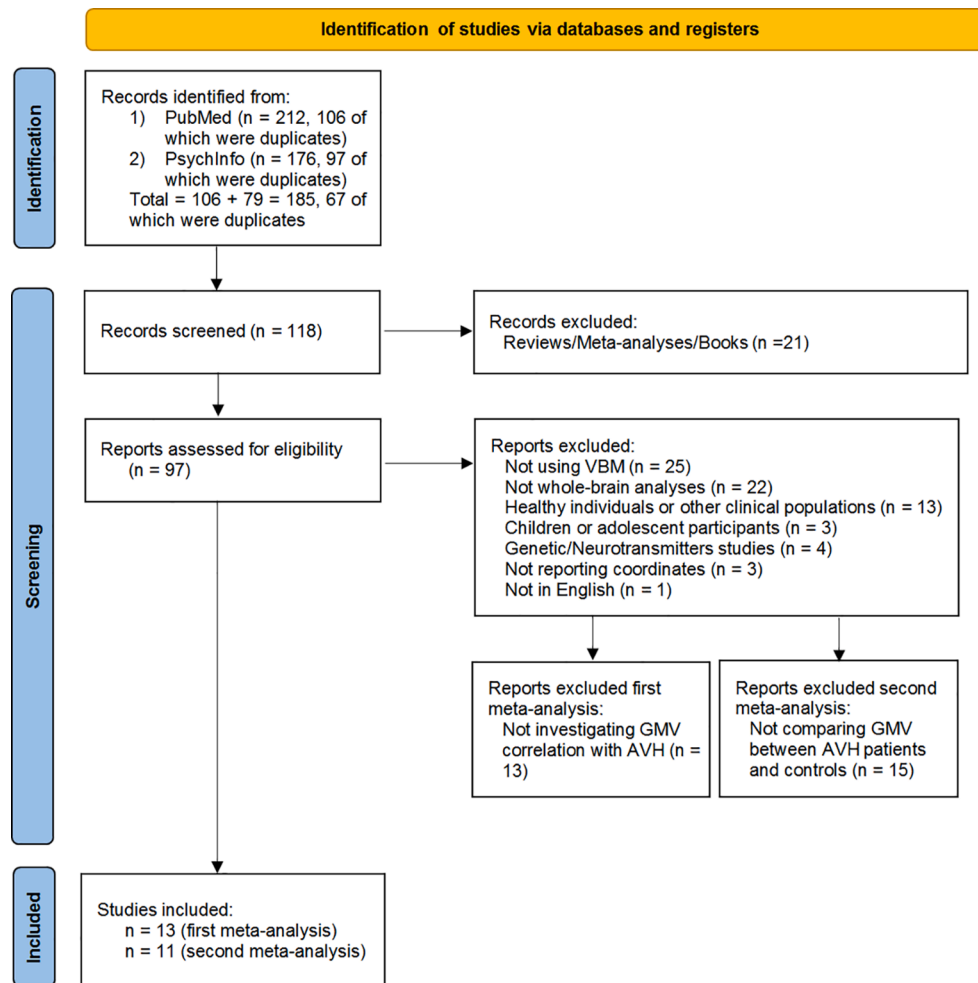 Identification of studies via databases and registers
Identification
Records identified from:
1) PubMed (n = 212, 106 of
which were duplicates)
2) PsychInfo (n = 176, 97 of
which were duplicates)
Total = 106 + 79 = 185, 67 of
which were duplicates
Screening
Records screened (n = 118)
Records excluded:
Reviews/Meta-analyses/Books (n =21)
Reports assessed for eligibility
(n = 97)
Reports excluded:
Not using VBM (n = 25)
Not whole-brain analyses (n = 22)
Healthy individuals or other clinical populations (n = 13)
Children or adolescent participants (n = 3)
Genetic/Neurotransmitters studies (n = 4)
Not reporting coordinates (n = 3)
Not in English (n = 1)
Reports excluded first
meta-analysis:
Not investigating GMV
correlation with AVH (n =
13)
Reports excluded second
meta-analysis:
Not comparing GMV
between AVH patients
and controls (n = 15)
Included
Studies included:
n = 13 (first meta-analysis)
n = 11 (second meta-analysis)